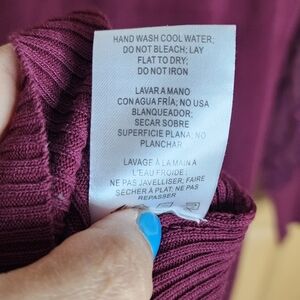 HAND WASH COOL WATER;
DO NOT BLEACH; LAY
FLAT TO DRY;
DO NOT IRON
LAVAR A MANO
CON AGUA FRÍA; NO USA
BLANQUEADOR;
SECAR SOBRE
SUPERFICIE PLANA; NO
PLANCHAR
LAVAGE À LA MAIN À
L'EAU FROIDE;
NE PAS JAVELLISER; FAIRE
SÉCHER À PLAT; NE PAS
REPASSER